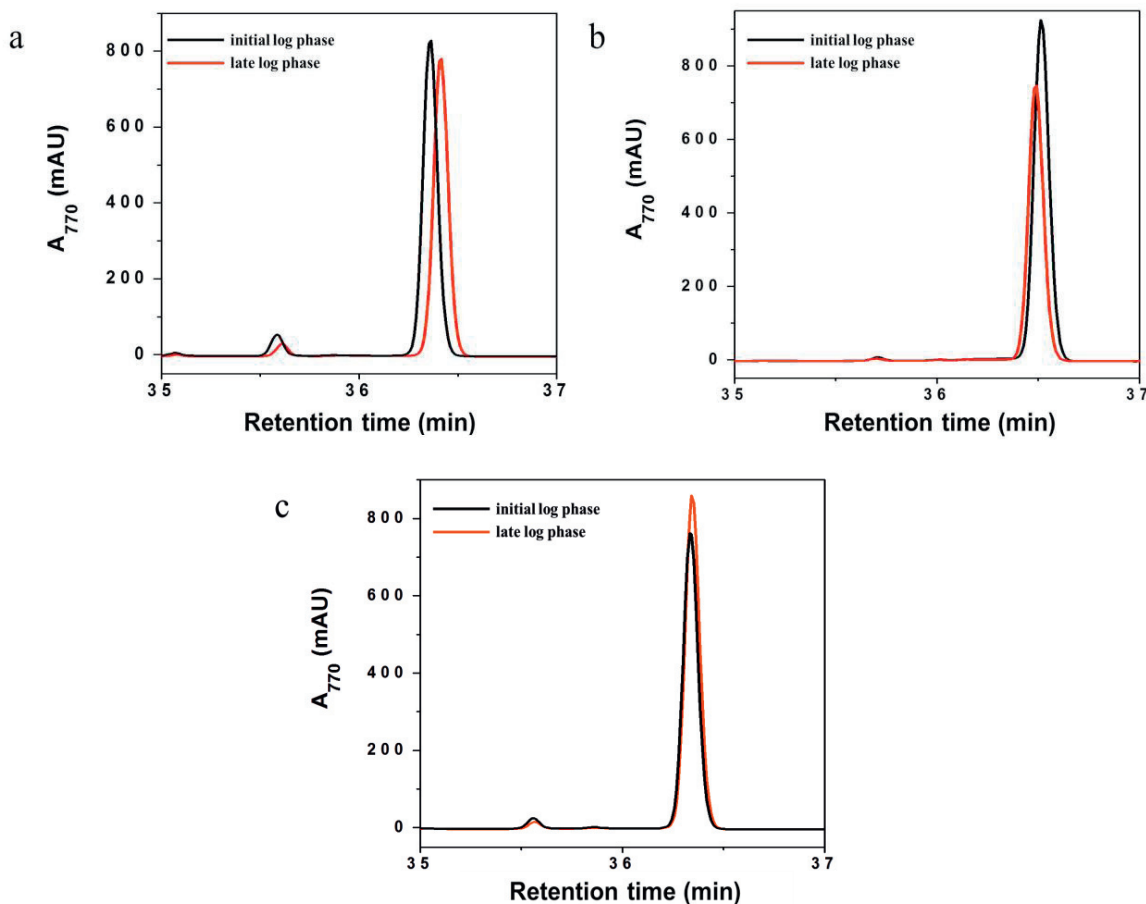 a
initial log phase
late log phase
800
600
400
200
0
A770 (mAU)
35
36
37
Retention time (min)
b
initial log phase
late log phase
800
600
400
200
0
A770 (mAU)
35
36
37
Retention time (min)
c
initial log phase
late log phase
800
600
400
200
0
A770 (mAU)
35
36
37
Retention time (min)